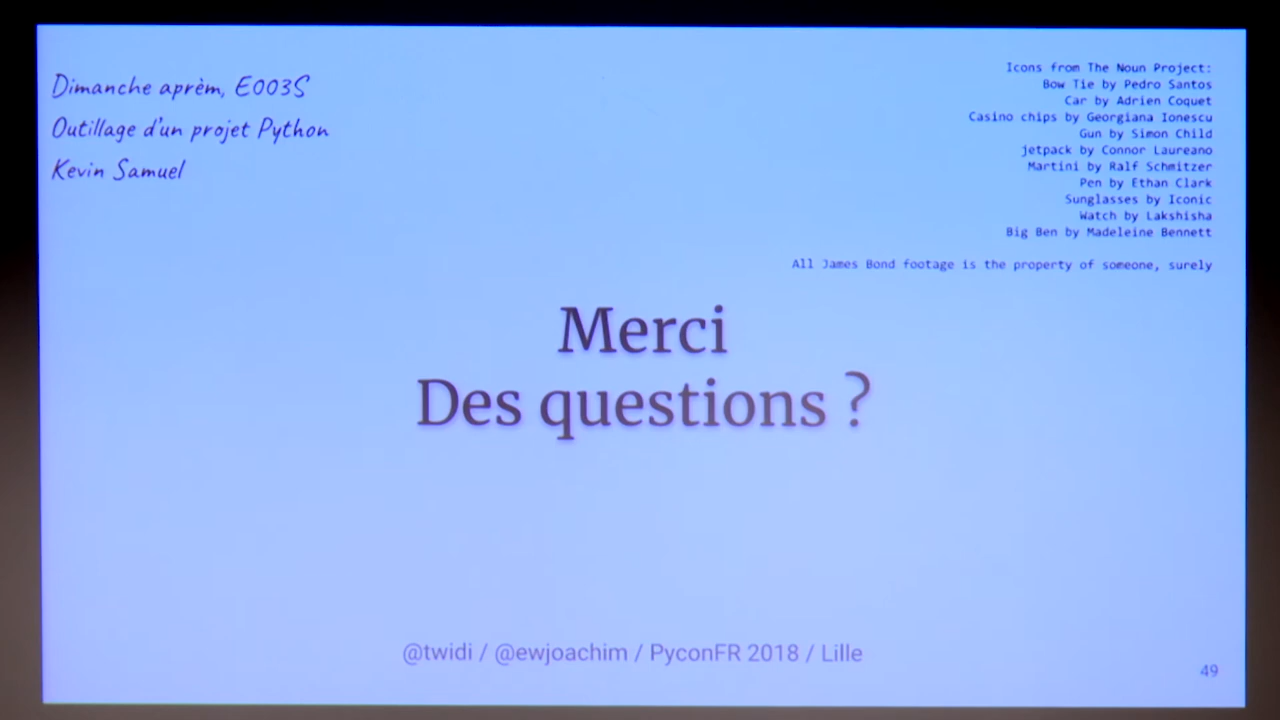 Dimanche aprèm, E003S
Outillage d'un projet Python
Kevin Samuel
Icons from The Noun Project:
Bow Tie by Pedro Santos
Car by Adrien Coquet
Casino chips by Georgiana Ionescu
Gun by Simon Child
jetpack by Connor Laureano
Martini by Ralf Schmitzer
Pen by Ethan Clark
Sunglasses by Iconic
Watch by Lakshisha
Big Ben by Madeleine Bennett
All James Bond footage is the property of someone, surely
Merci
Des questions ?
@twidi / @ewjoachim / PyconFR 2018 / Lille
49